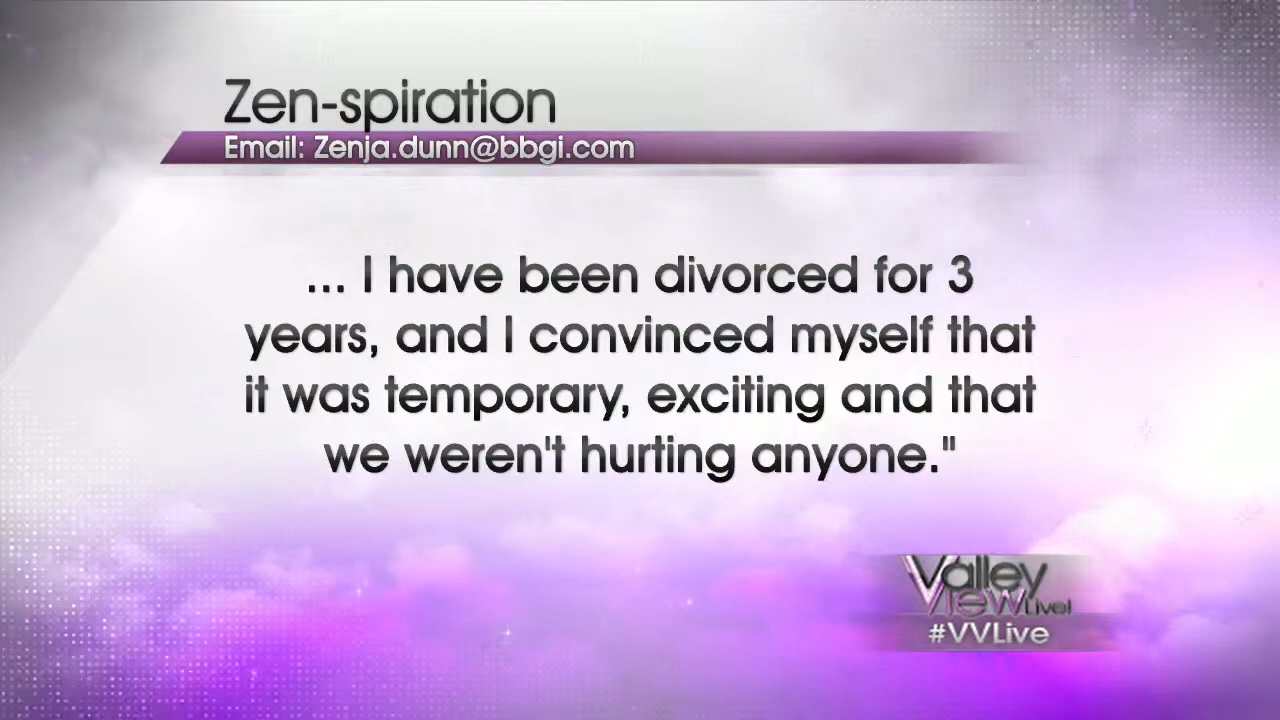 Zen-spiration
Email: Zenja.dunn@bbgi.com
... I have been divorced for 3
years, and I convinced myself that
it was temporary, exciting and that
we weren't hurting anyone."
Valley
View Live!
#VVLive